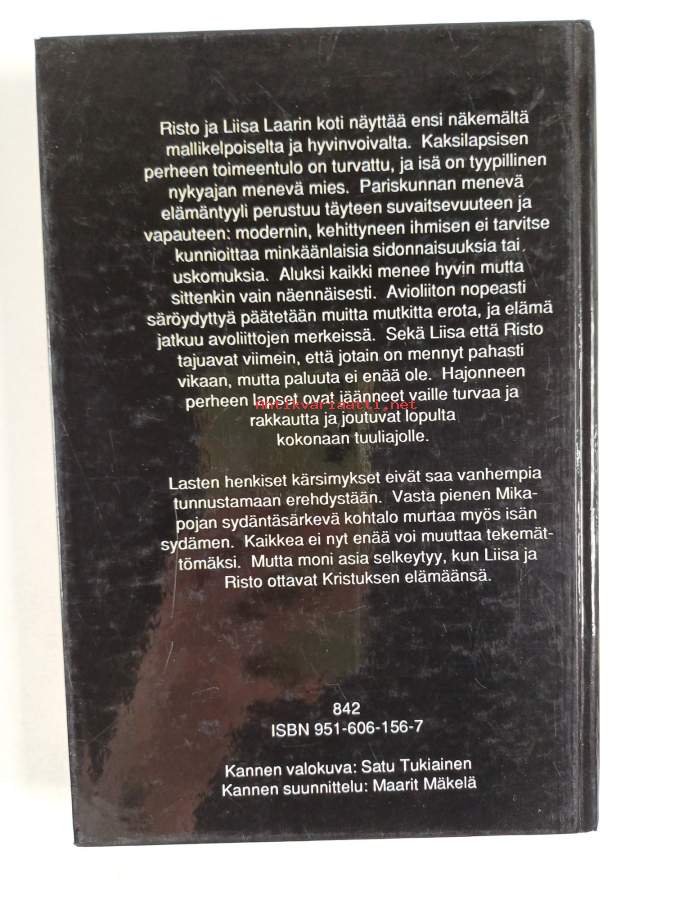 Risto ja Liisa Laarin koti näyttää ensi näkemältä
mallikelpoiselta ja hyvinvoivalta. Kaksilapsisen
perheen toimeentulo on turvattu, ja isä on tyypillinen
nykyajan menevä mies. Pariskunnan menevä
elämäntyyli perustuu täyteen suvaitsevuuteen ja
vapauteen: modernin, kehittyneen ihmisen ei tarvitse
kunnioittaa minkäänlaisia sidonnaisuuksia tai
uskomuksia. Aluksi kaikki menee hyvin mutta
sittenkin vain näennäisesti. Avioliiton nopeasti
säröydyttyä päätetään muitta mutkitta erota, ja elämä
jatkuu avoliittojen merkeissä. Sekä Liisa että Risto
tajuavat viimein, että jotain on mennyt pahasti
vikaan, mutta paluuta ei enää ole. Hajonneen
perheen lapset ovat jääneet vaille turvaa ja
Antikvariaatti.net
rakkautta ja joutuvat lopulta
kokonaan tuuliajolle.
Lasten henkiset kärsimykset eivät saa vanhempia
tunnustamaan erehdystään. Vasta pienen Mika-
pojan sydäntäsärkevä kohtalo murtaa myös isän
sydämen. Kaikkea ei nyt enää voi muuttaa tekemät-
tömäksi. Mutta moni asia selkeytyy, kun Liisa ja
Risto ottavat Kristuksen elämäänsä.
842
ISBN 951-606-156-7
Kannen valokuva: Satu Tukiainen
Kannen suunnittelu: Maarit Mäkelä